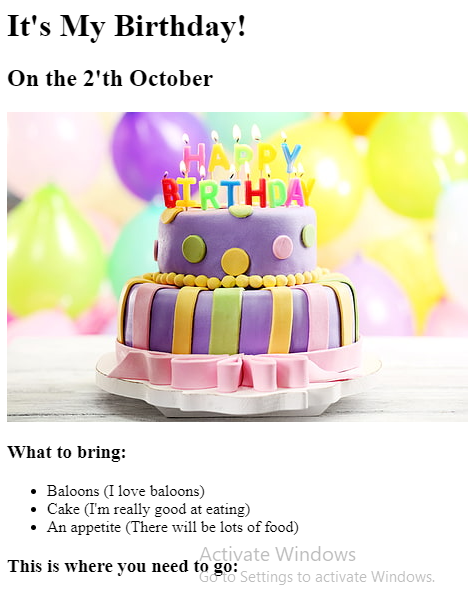 It's My Birthday!
On the 2'th October
HAPPY
BIRTHDAY
What to bring:
Baloons (I love baloons)
Cake (I'm really good at eating)
An appetite (There will be lots of food)
This is where you need to go:
Activate Windows
Go to Settings to activate Windows.